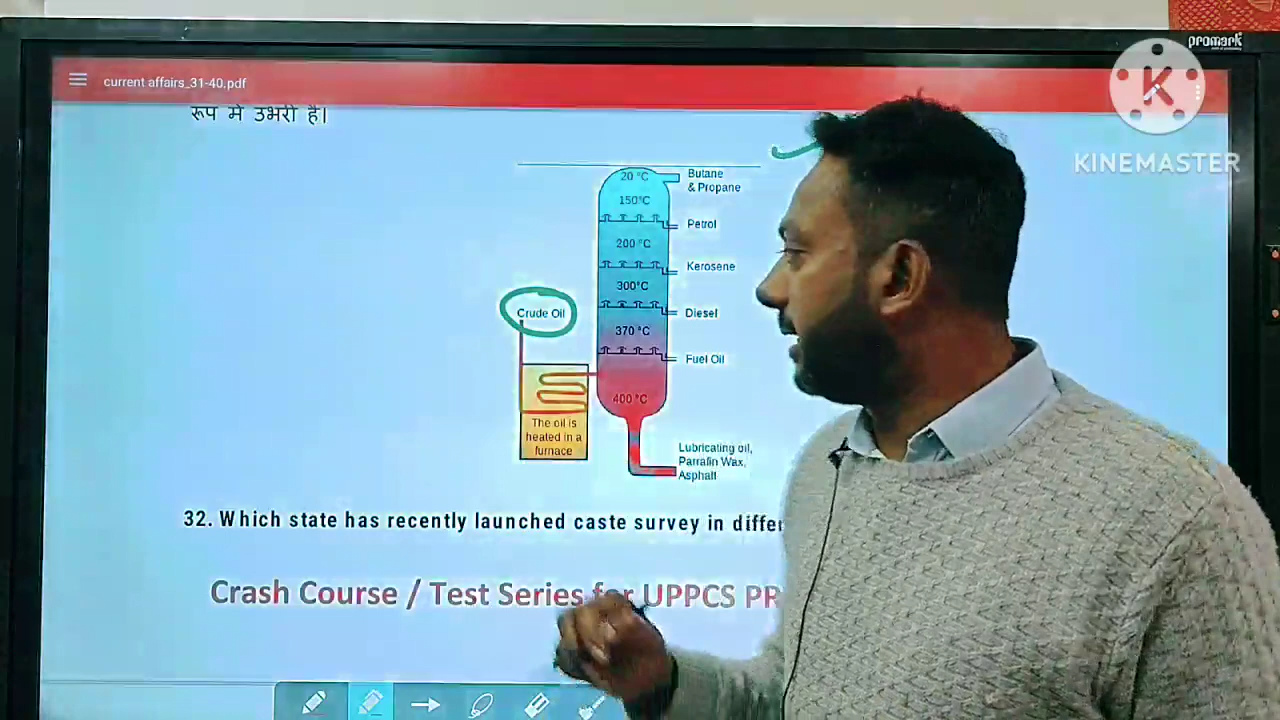 promark
current affairs_31-40.pdf
KINEMASTER
रूप में उभरी है।
20 °C
Butane
& Propane
150°C
Petrol
200 °C
Kerosene
300°C
Crude Oil
Diesel
370 °C
Fuel Oil
400 °C
The oil is
heated in a
furnace
Lubricating oil,
Parrafin Wax,
Asphalt
32. Which state has recently launched caste survey in
Crash Course / Test Series for UPPCS